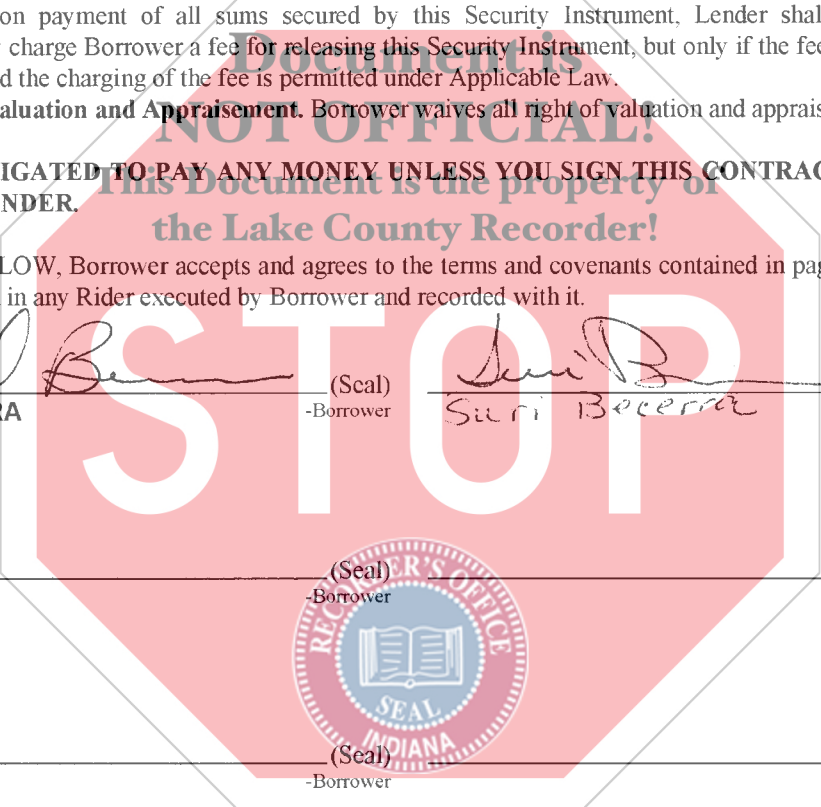 on payment of all sums secured by this Security Instrument, Lender shal
charge Borrower a fee for releasing this Security Instrument, but only if the fee
d the charging of the fee is permitted under Applicable Law.
aluation and Appraisement. Borrower waives all right of valuation and apprais
IGATED TO PAY ANY MONEY UNLESS YOU SIGN THIS CONTRAC
NDER.
LOW, Borrower accepts and agrees to the terms and covenants contained in pag
in any Rider executed by Borrower and recorded with it.
Document is
NOT OFFICIAL!
This Document is the property of
the Lake County Recorder!
STOP
(Seal)
RA
-Borrower
Suri Becerra
(Seal)
-Borrower
RECORDER'S OFFICE
SEAL
INDIANA
(Seal)
-Borrower